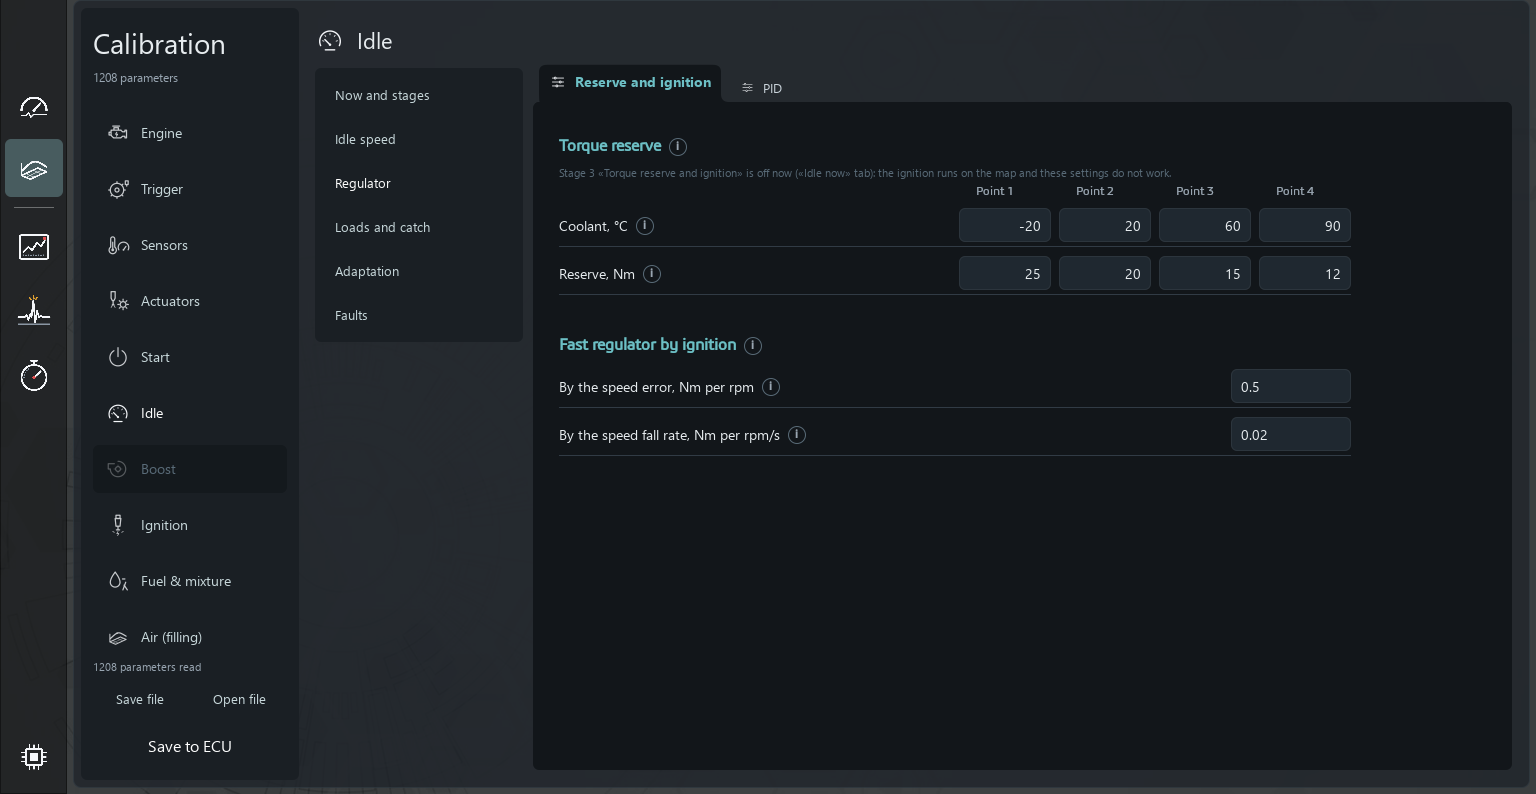 Calibration
1208 parameters
Engine
Trigger
Sensors
Actuators
Start
Idle
Boost
Ignition
Fuel & mixture
Air (filling)
1208 parameters read
Save file
Open file
Save to ECU
Idle
Now and stages
Idle speed
Regulator
Loads and catch
Adaptation
Faults
Reserve and ignition
PID
Torque reserve
Stage 3 «Torque reserve and ignition» is off now («Idle now» tab): the ignition runs on the map and these settings do not work.
Point 1 Point 2 Point 3 Point 4
Coolant, °C -20 20 60 90
Reserve, Nm 25 20 15 12
Fast regulator by ignition
By the speed error, Nm per rpm 0.5
By the speed fall rate, Nm per rpm/s 0.02